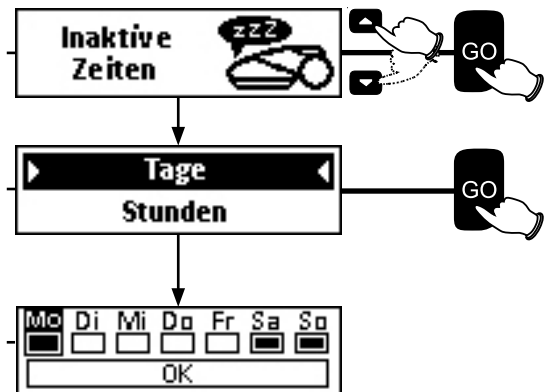 Inaktive
Zeiten
zzz
GO
Tage
Stunden
GO
Mo Di Mi Do Fr Sa So
OK